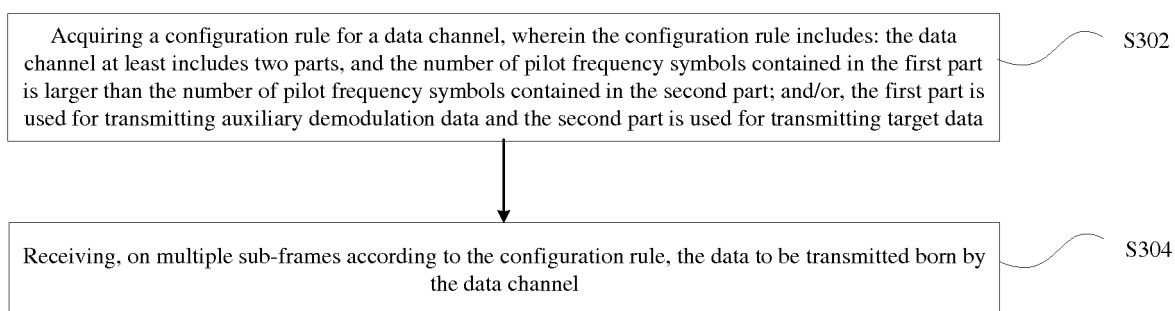 Acquiring a configuration rule for a data channel, wherein the configuration rule includes: the data
channel at least includes two parts, and the number of pilot frequency symbols contained in the first part
is larger than the number of pilot frequency symbols contained in the second part; and/or, the first part is
used for transmitting auxiliary demodulation data and the second part is used for transmitting target data
S302
Receiving, on multiple sub-frames according to the configuration rule, the data to be transmitted born by
the data channel
S304